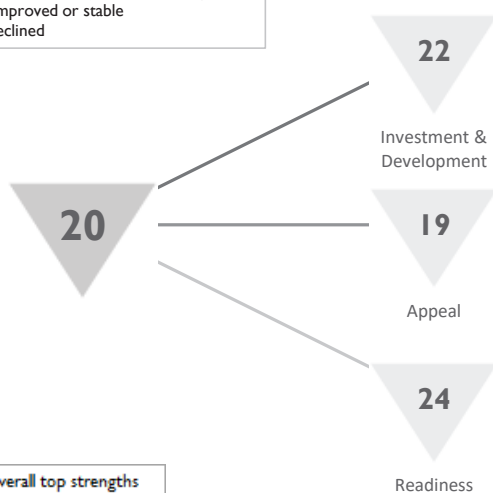 mproved or stable
eclined
22
Investment &
Development
20
19
Appeal
24
Readiness
verall top strengths